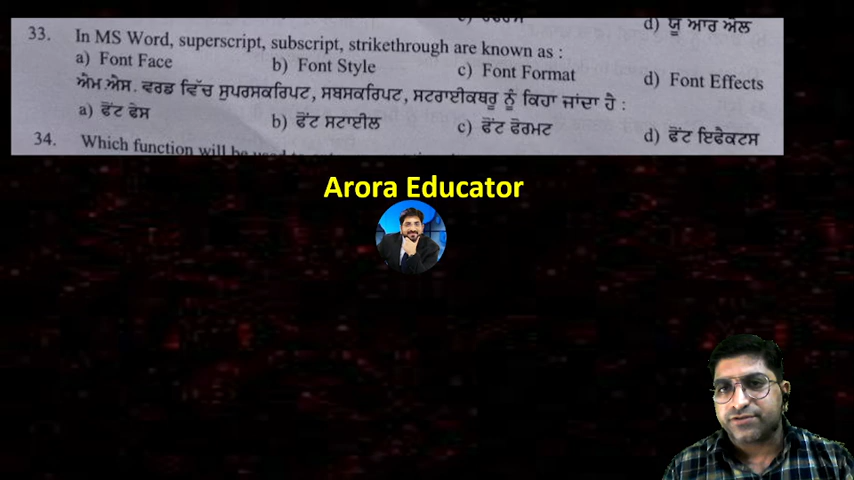 d) ਯੂ ਆਰ ਐਲ
33. In MS Word, superscript, subscript, strikethrough are known as :
a) Font Face b) Font Style c) Font Format d) Font Effects
ਐਮ.ਐਸ. ਵਰਡ ਵਿੱਚ ਸੁਪਰਸਕਰਿਪਟ, ਸਬਸਕਰਿਪਟ, ਸਟਰਾਈਕਥਰੂ ਨੂੰ ਕਿਹਾ ਜਾਂਦਾ ਹੈ :
a) ਫੌਂਟ ਫੇਸ b) ਫੌਂਟ ਸਟਾਈਲ c) ਫੌਂਟ ਫੋਰਮਟ d) ਫੌਂਟ ਇਫੈਕਟਸ
34. Which function will be used to
Arora Educator